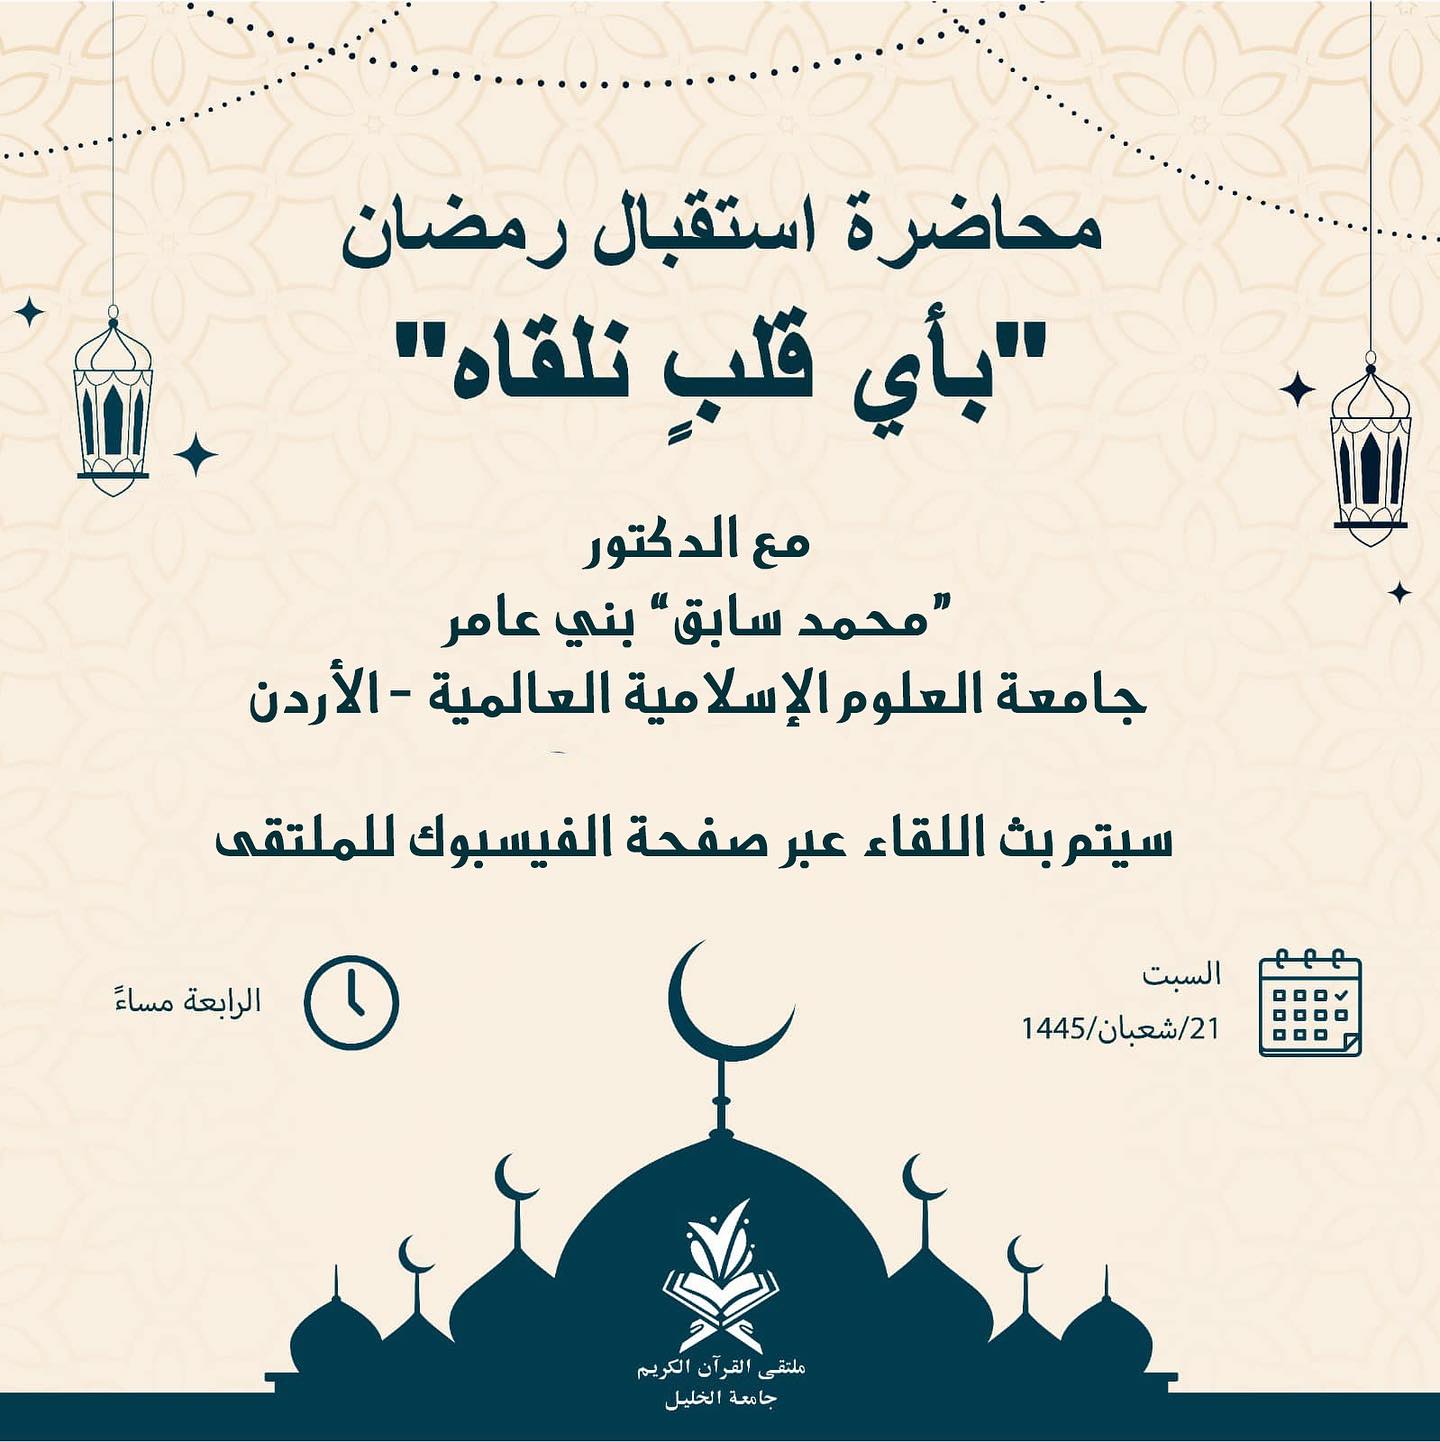 محاضرة استقبال رمضان
"بأي قلبٍ نلقاه"
مع الدكتور
”محمد سابق“ بني عامر
جامعة العلوم الإسلامية العالمية - الأردن
سيتم بث اللقاء عبر صفحة الفيسبوك للملتقى
السبت
21/شعبان/1445
الرابعة مساءً
ملتقى القرآن الكريم
جامعة الخليل